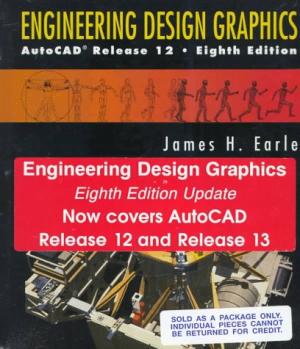 ENGINEERING DESIGN GRAPHICS
AutoCAD® Release 12 • Eighth Edition
James H. Earle
Engineering Design Graphics
Eighth Edition Update
Now covers AutoCAD
Release 12 and Release 13
SOLD AS A PACKAGE ONLY.
INDIVIDUAL PIECES CANNOT
BE RETURNED FOR CREDIT.